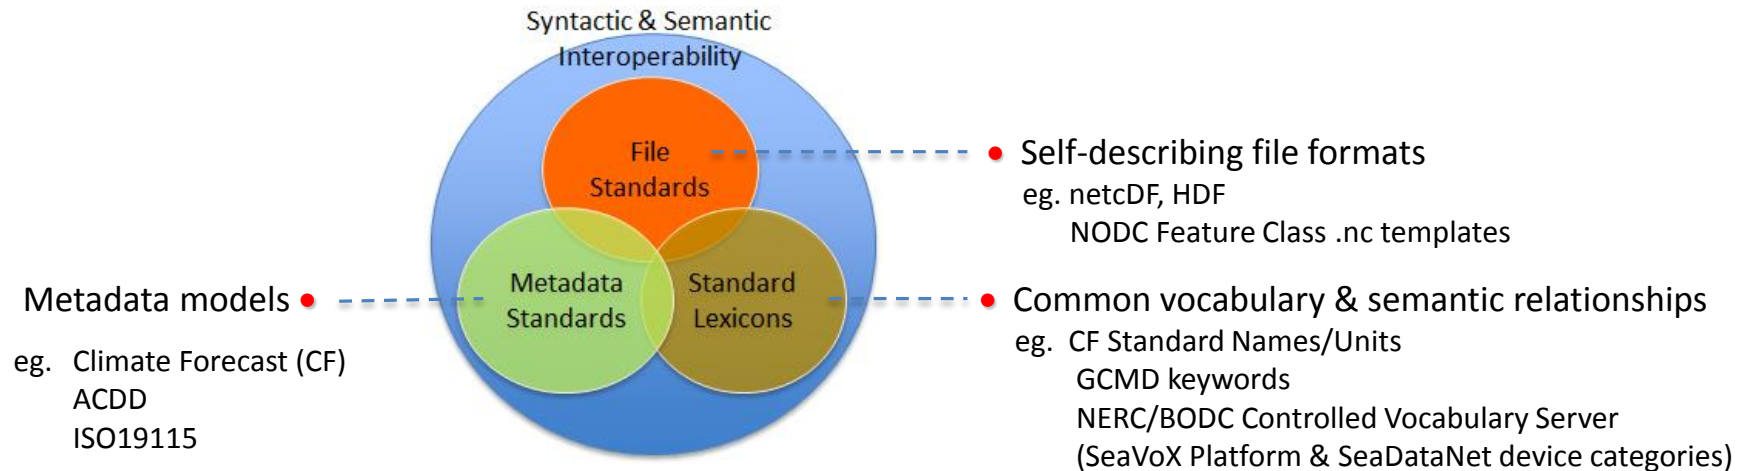 Syntactic & Semantic
Interoperability
File
Standards
Metadata
Standards
Standard
Lexicons
• Self-describing file formats
eg. netcDF, HDF
NODC Feature Class .nc templates
Metadata models •
eg. Climate Forecast (CF)
ACDD
ISO19115
• Common vocabulary & semantic relationships
eg. CF Standard Names/Units
GCMD keywords
NERC/BODC Controlled Vocabulary Server
(SeaVoX Platform & SeaDataNet device categories)